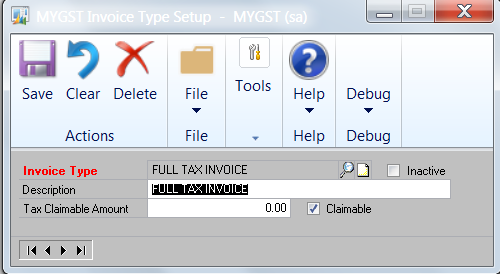 MYGST Invoice Type Setup - MYGST (sa)
Save Clear Delete File Tools Help Debug
Actions File Help Debug
Invoice Type FULL TAX INVOICE Inactive
Description FULL TAX INVOICE
Tax Claimable Amount 0.00 Claimable